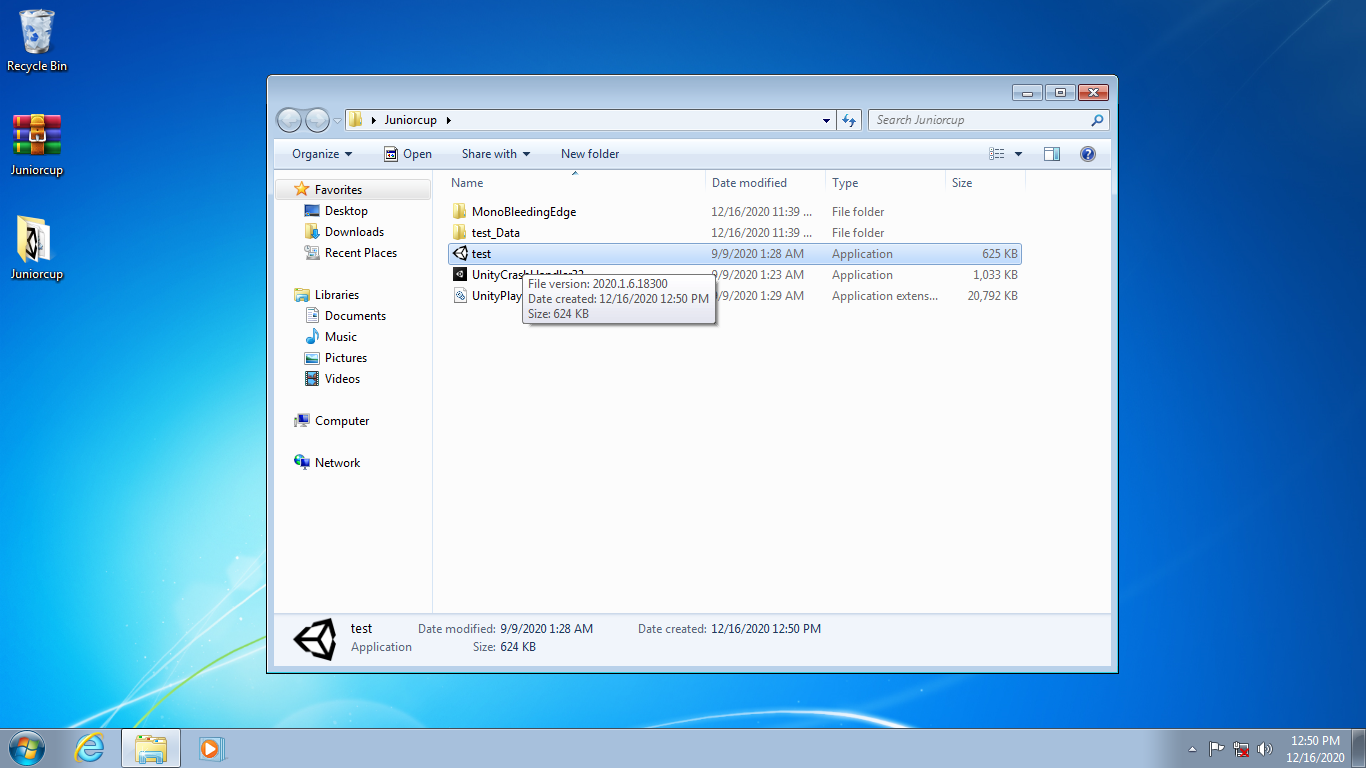 Recycle Bin
Juniorcup
Juniorcup
Juniorcup
Search Juniorcup
Organize
Open
Share with
New folder
Name Date modified Type Size
Favorites
Desktop
Downloads
Recent Places
Libraries
Documents
Music
Pictures
Videos
Computer
Network
MonoBleedingEdge 12/16/2020 11:39 ... File folder
test_Data 12/16/2020 11:39 ... File folder
test 9/9/2020 1:28 AM Application 625 KB
9/9/2020 1:23 AM Application 1,033 KB
UnityPlay 9/9/2020 1:29 AM Application extens... 20,792 KB
File version: 2020.1.6.18300
Date created: 12/16/2020 12:50 PM
Size: 624 KB
test Date modified: 9/9/2020 1:28 AM Date created: 12/16/2020 12:50 PM
Application Size: 624 KB
12:50 PM
12/16/2020